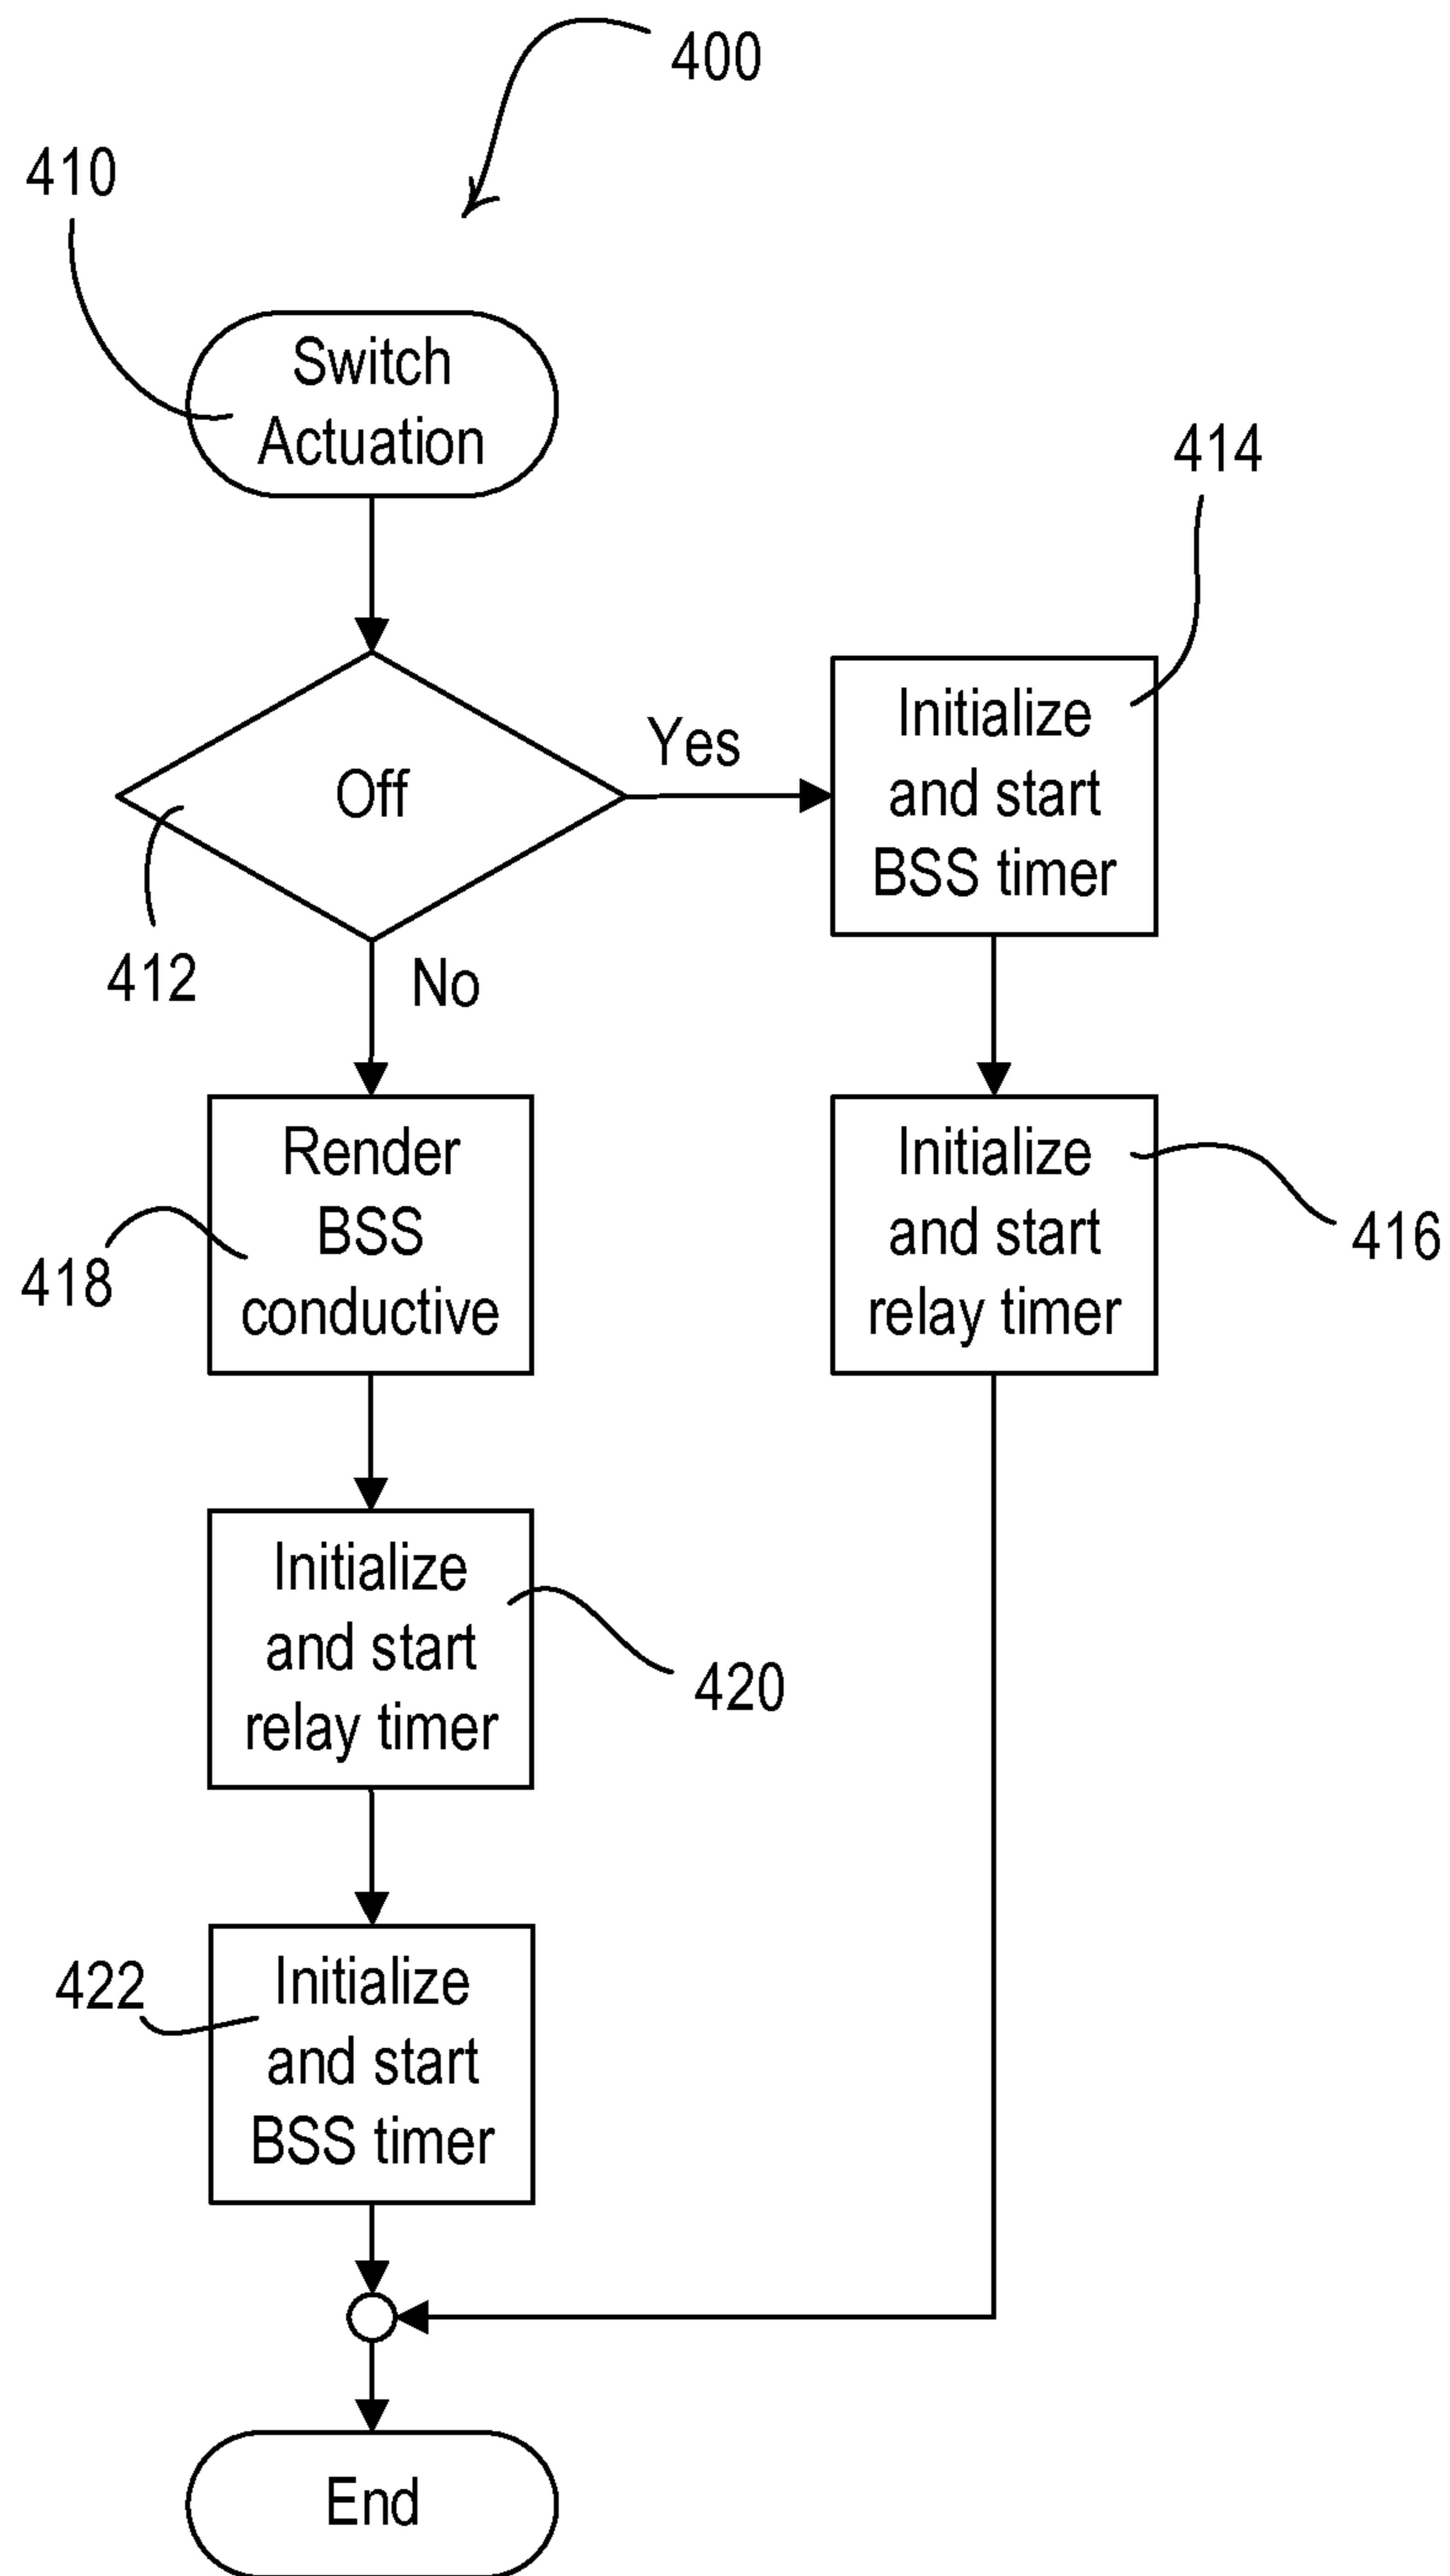 400
410
Switch
Actuation
414
Off
Yes
Initialize
and start
BSS timer
412
No
Render
BSS
conductive
418
Initialize
and start
relay timer
416
Initialize
and start
relay timer
420
422
Initialize
and start
BSS timer
End